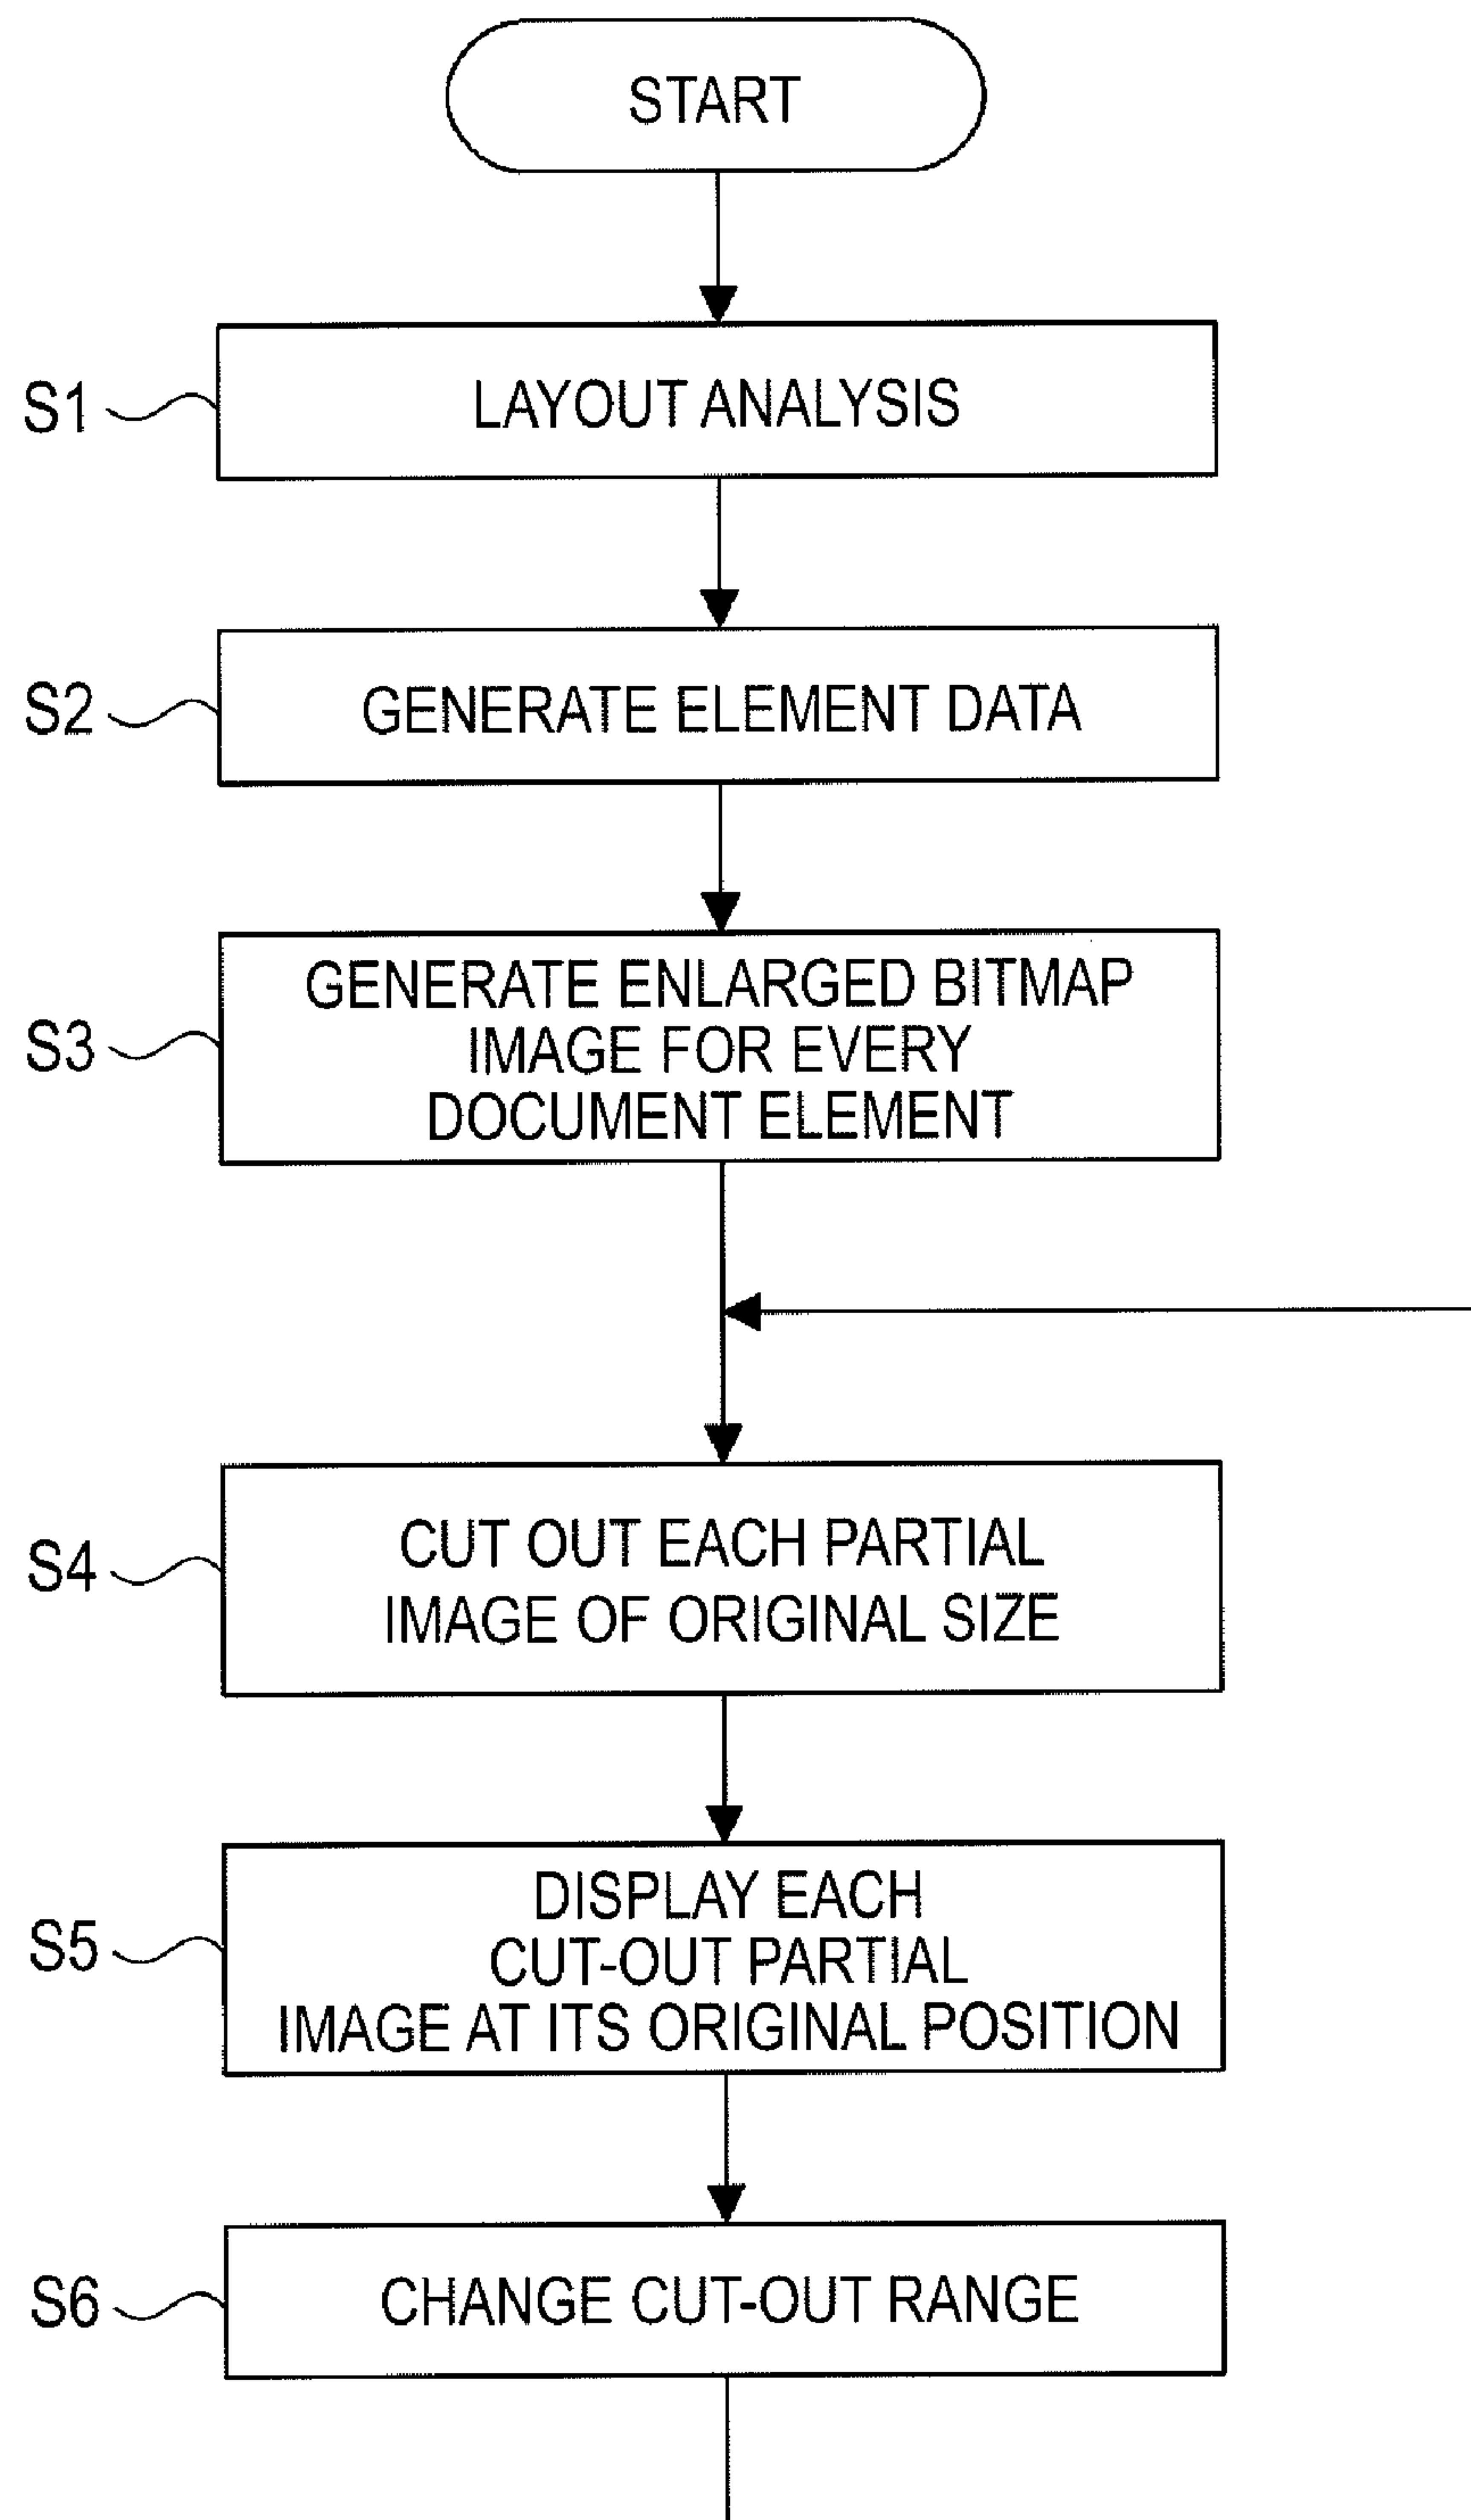 START
S1
LAYOUT ANALYSIS
S2
GENERATE ELEMENT DATA
S3
GENERATE ENLARGED BITMAP
IMAGE FOR EVERY
DOCUMENT ELEMENT
S4
CUT OUT EACH PARTIAL
IMAGE OF ORIGINAL SIZE
S5
DISPLAY EACH
CUT-OUT PARTIAL
IMAGE AT ITS ORIGINAL POSITION
S6
CHANGE CUT-OUT RANGE